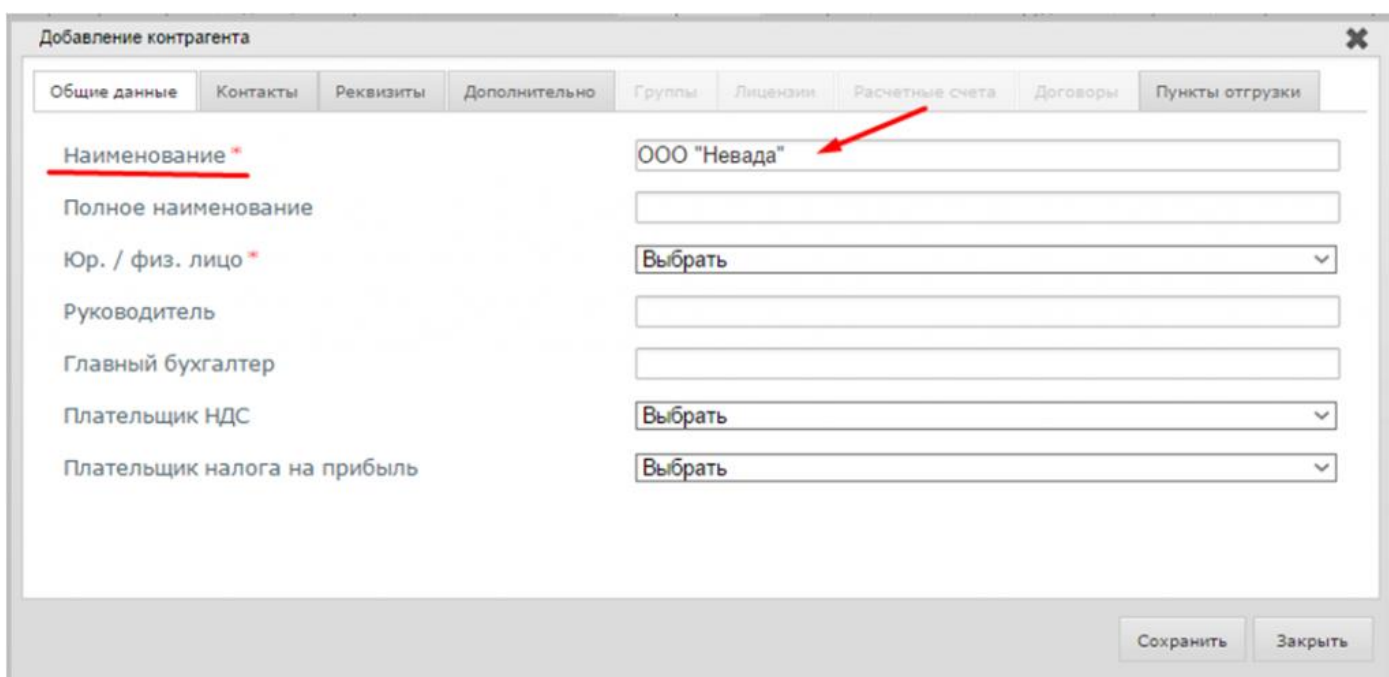 Добавление контрагента
Общие данные Контакты Реквизиты Дополнительно Группы Лицензии Расчетные счета Договоры Пункты отгрузки
Наименование * ООО "Невада"
Полное наименование
Юр. / физ. лицо * Выбрать
Руководитель
Главный бухгалтер
Плательщик НДС Выбрать
Плательщик налога на прибыль Выбрать
Сохранить Закрыть